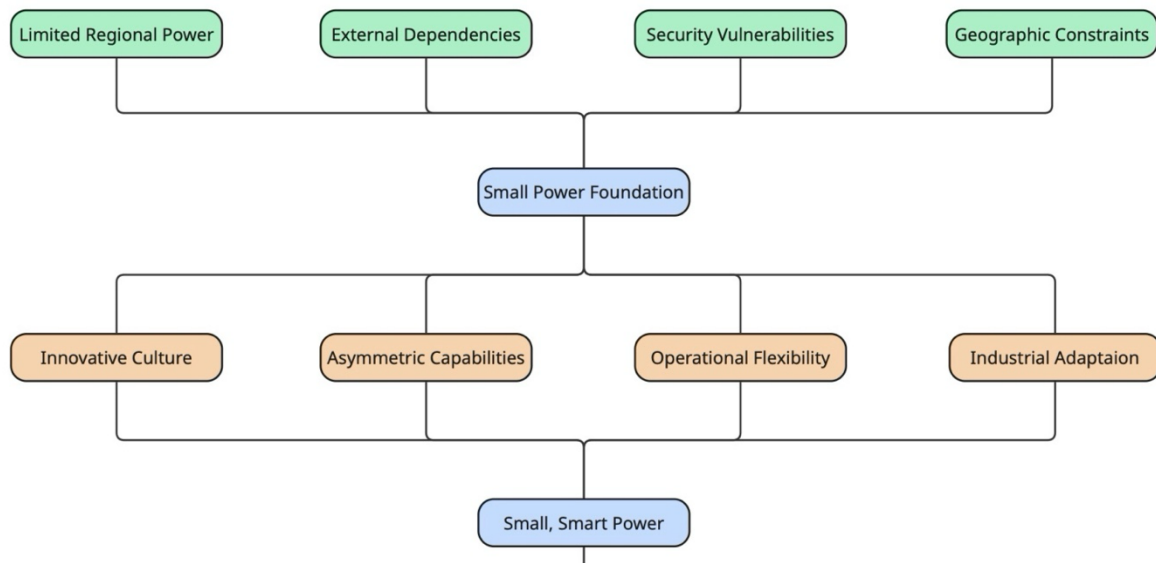 Limited Regional Power
External Dependencies
Security Vulnerabilities
Geographic Constraints
Small Power Foundation
Innovative Culture
Asymmetric Capabilities
Operational Flexibility
Industrial Adaptaion
Small, Smart Power